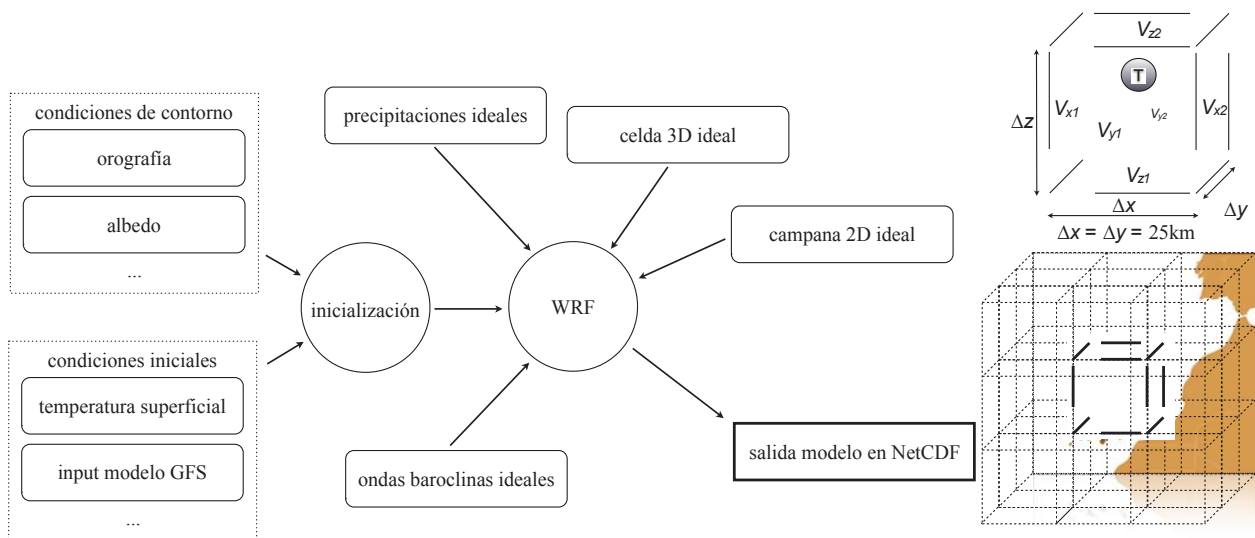 condiciones de contorno
orografía
albedo
...
condiciones iniciales
temperatura superficial
input modelo GFS
...
inicialización
precipitaciones ideales
celda 3D ideal
campana 2D ideal
WRF
ondas baroclinas ideales
salida modelo en NetCDF
Vz2
T
Δz
Vx1
Vy1
Vy2
Vx2
Vz1
Δx
Δy
Δx = Δy = 25km